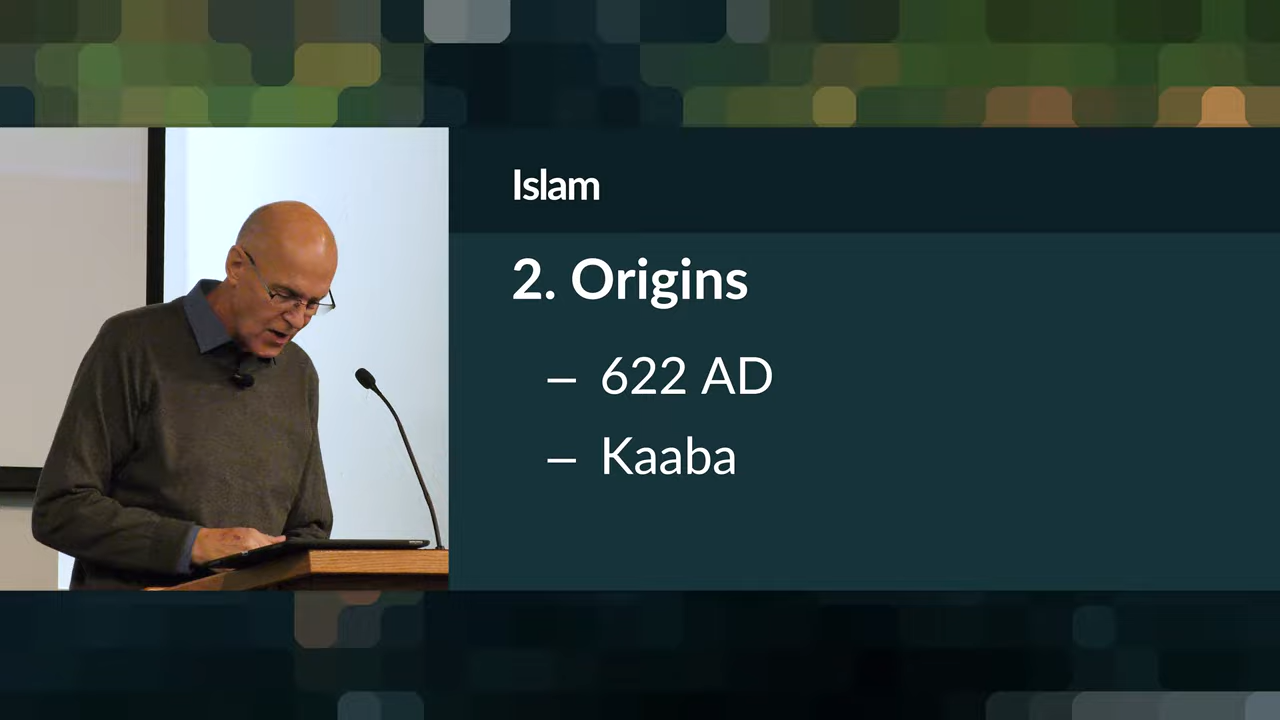 Islam
2. Origins
– 622 AD
– Kaaba